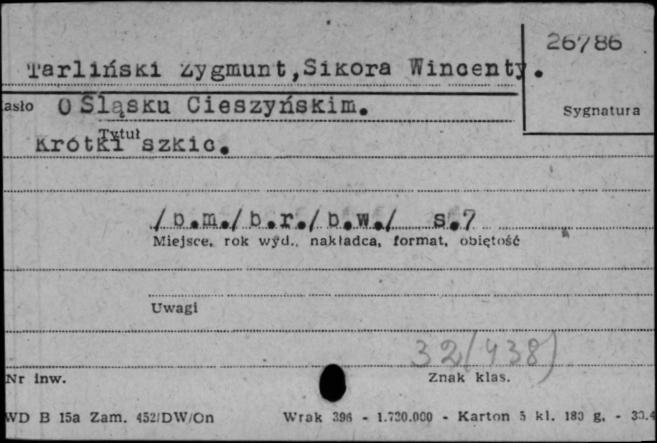 26786
Tarliński Zygmunt, Sikora Wincenty.
asło O Śląsku Cieszyńskim.
Sygnatura
Tytuł
Krótki szkic.
/b.m./b.r./b.w./ s.7
Miejsce, rok wyd., nakładca, format, objętość
Uwagi
32/438)
Nr inw.
Znak klas.
WD B 15a Zam. 452/DW/On Wrak 396 - 1.720.000 - Karton 5 kl. 180 g. - 30.4